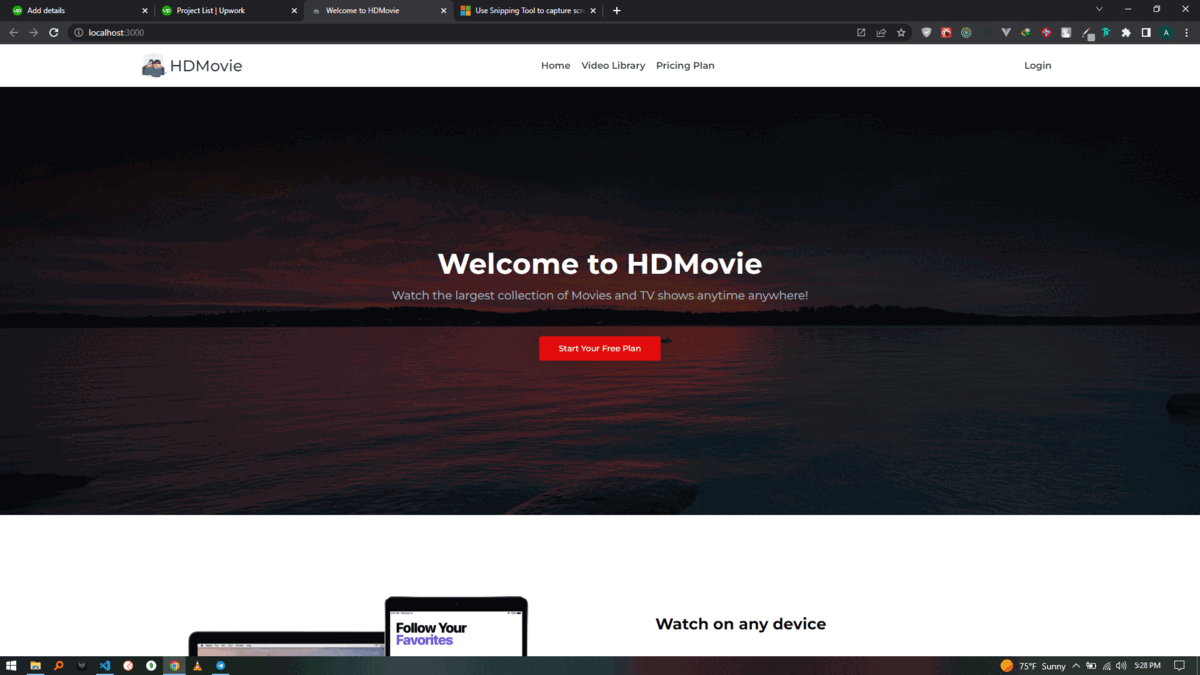 Add details
Project List | Upwork
Welcome to HDMovie
Use Snipping Tool to capture scr
localhost:3000
A
HDMovie
Home Video Library Pricing Plan
Login
Welcome to HDMovie
Watch the largest collection of Movies and TV shows anytime anywhere!
Start Your Free Plan
Follow Your
Favorites
Watch on any device
75°F Sunny
5:28 PM